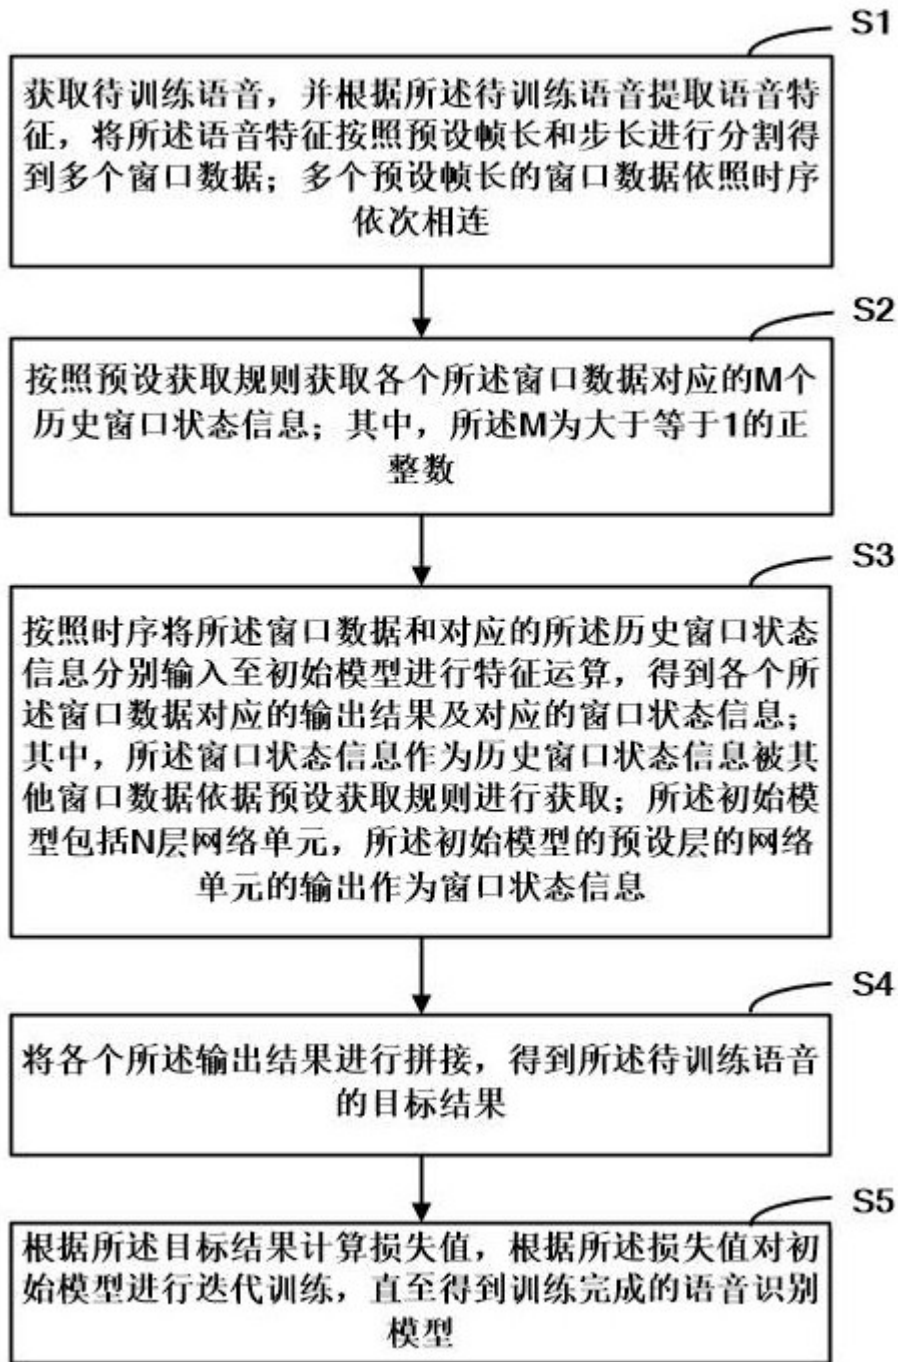 S1
获取待训练语音，并根据所述待训练语音提取语音特
征，将所述语音特征按照预设帧长和步长进行分割得
到多个窗口数据；多个预设帧长的窗口数据依照时序
依次相连
S2
按照预设获取规则获取各个所述窗口数据对应的M个
历史窗口状态信息；其中，所述M为大于等于1的正
整数
S3
按照时序将所述窗口数据和对应的所述历史窗口状态
信息分别输入至初始模型进行特征运算，得到各个所
述窗口数据对应的输出结果及对应的窗口状态信息；
其中，所述窗口状态信息作为历史窗口状态信息被其
他窗口数据依据预设获取规则进行获取；所述初始模
型包括N层网络单元，所述初始模型的预设层的网络
单元的输出作为窗口状态信息
S4
将各个所述输出结果进行拼接，得到所述待训练语音
的目标结果
S5
根据所述目标结果计算损失值，根据所述损失值对初
始模型进行迭代训练，直至得到训练完成的语音识别
模型